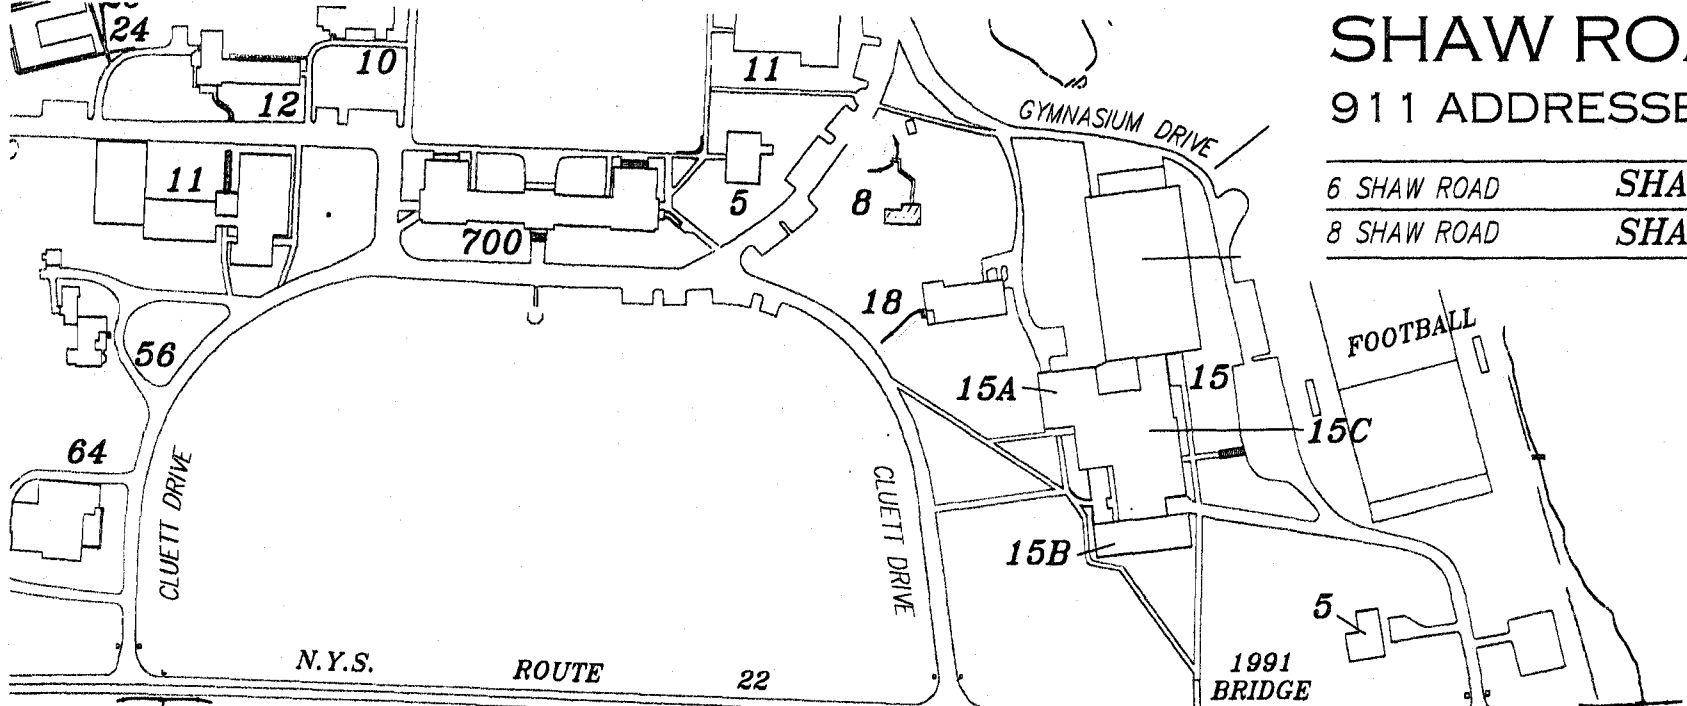 24
10
12
11
SHAW ROA
911 ADDRESSE
6 SHAW ROAD SHA
8 SHAW ROAD SHA
GYMNASIUM DRIVE
11
5
8
700
18
56
FOOTBALL
15A
15
15C
64
CLUETT DRIVE
CLUETT DRIVE
15B
5
N.Y.S. ROUTE 22
1991
BRIDGE